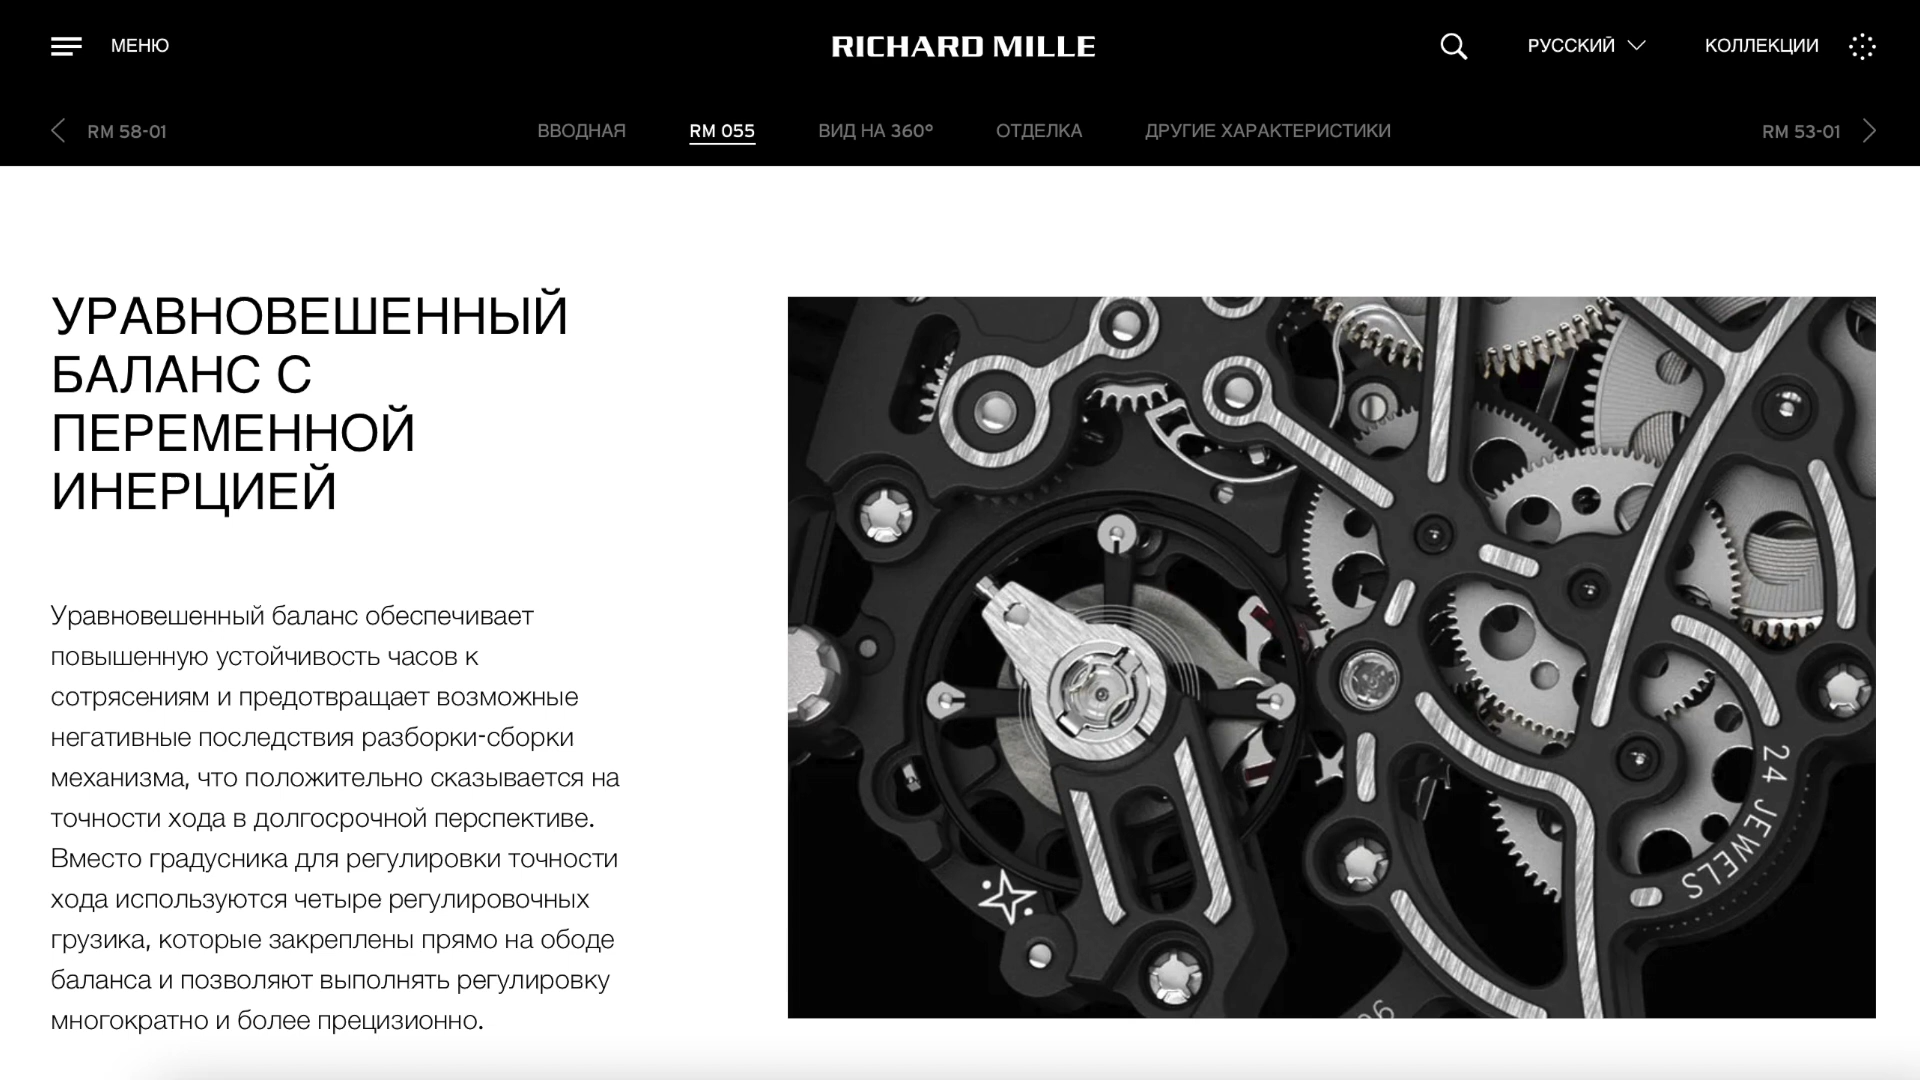 МЕНЮ
RICHARD MILLE
РУССКИЙ
КОЛЛЕКЦИИ
RM 58-01
ВВОДНАЯ
RM 055
ВИД НА 360°
ОТДЕЛКА
ДРУГИЕ ХАРАКТЕРИСТИКИ
RM 53-01
УРАВНОВЕШЕННЫЙ
БАЛАНС С
ПЕРЕМЕННОЙ
ИНЕРЦИЕЙ
Уравновешенный баланс обеспечивает
повышенную устойчивость часов к
сотрясениям и предотвращает возможные
негативные последствия разборки-сборки
механизма, что положительно сказывается на
точности хода в долгосрочной перспективе.
Вместо градусника для регулировки точности
хода используются четыре регулировочных
грузика, которые закреплены прямо на ободе
баланса и позволяют выполнять регулировку
многократно и более прецизионно.
24 JEWELS